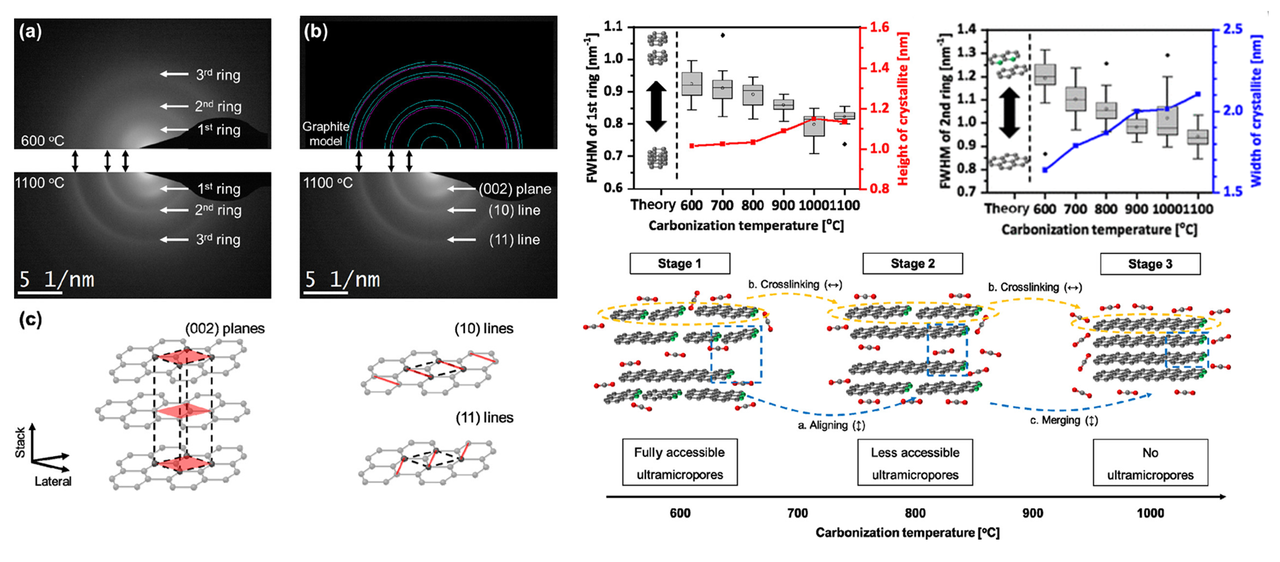 (a)
3rd ring
2nd ring
1st ring
600 °C
1100 °C
1st ring
2nd ring
3rd ring
5 1/nm
(b)
Graphite
model
1100 °C
(002) plane
(10) line
(11) line
5 1/nm
(c)
(002) planes
(10) lines
(11) lines
Stack
Lateral
FWHM of 1st ring [nm-1]
1.1
1.0
0.9
0.8
0.7
0.6
Theory 600 700 800 900 1000 1100
Carbonization temperature [°C]
1.6
1.4
1.2
1.0
0.8
Height of crystallite [nm]
FWHM of 2nd ring [nm-1]
1.4
1.3
1.2
1.1
1.0
0.9
0.8
0.7
Theory 600 700 800 900 1000 1100
Carbonization temperature [°C]
2.5
2.0
1.5
Width of crystallite [nm]
Stage 1
Stage 2
Stage 3
b. Crosslinking (↔)
b. Crosslinking (↔)
a. Aligning (↕)
c. Merging (↕)
Fully accessible
ultramicropores
Less accessible
ultramicropores
No
ultramicropores
600 700 800 900 1000
Carbonization temperature [°C]